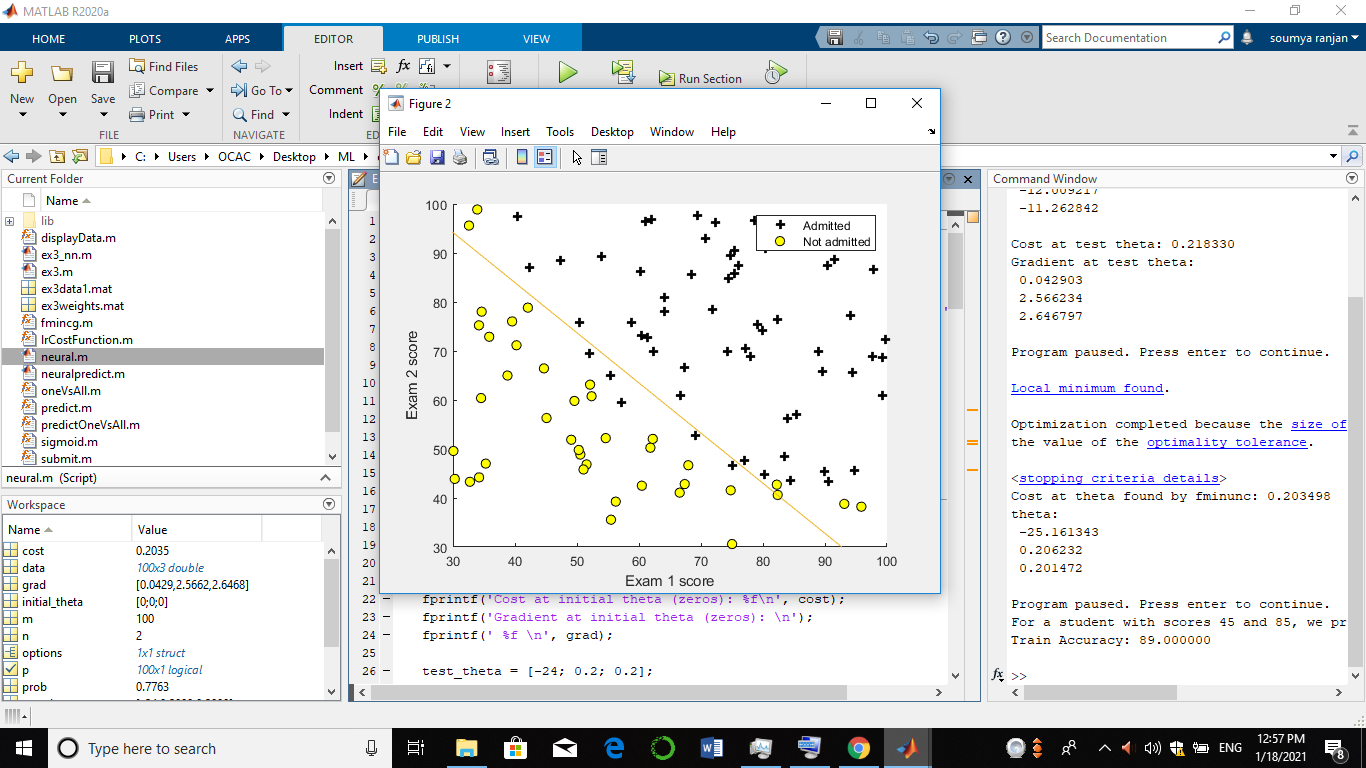 MATLAB R2020a
HOME PLOTS APPS EDITOR PUBLISH VIEW
Search Documentation
soumya ranjan
New Open Save
Find Files
Compare
Print
FILE
Go To
Find
NAVIGATE
Insert fx
Comment
Indent
Run Section
C: Users OCAC Desktop ML
Current Folder
Name
lib
displayData.m
ex3_nn.m
ex3.m
ex3data1.mat
ex3weights.mat
fmincg.m
lrCostFunction.m
neural.m
neuralpredict.m
oneVsAll.m
predict.m
predictOneVsAll.m
sigmoid.m
submit.m
neural.m (Script)
Workspace
Name Value
cost 0.2035
data 100x3 double
grad [0.0429,2.5662,2.6468]
initial_theta [0;0;0]
m 100
n 2
options 1x1 struct
p 100x1 logical
prob 0.7763
Figure 2
File Edit View Insert Tools Desktop Window Help
Admitted
Not admitted
100
90
80
70
60
50
40
30
30 40 50 60 70 80 90 100
Exam 1 score
Exam 2 score
1
2
3
4
5
6
7
8
9
10
11
12
13
14
15
16
17
18
19
20
21
22 fprintf('Cost at initial theta (zeros): %f\n', cost);
23 fprintf('Gradient at initial theta (zeros): \n');
24 fprintf(' %f \n', grad);
25
26 test_theta = [-24; 0.2; 0.2];
Command Window
-12.009217
-11.262842
Cost at test theta: 0.218330
Gradient at test theta:
0.042903
2.566234
2.646797
Program paused. Press enter to continue.
Local minimum found.
Optimization completed because the size of
the value of the optimality tolerance.
<stopping criteria details>
Cost at theta found by fminunc: 0.203498
theta:
-25.161343
0.206232
0.201472
Program paused. Press enter to continue.
For a student with scores 45 and 85, we pr
Train Accuracy: 89.000000
fx >>
Type here to search
ENG
12:57 PM
1/18/2021
8